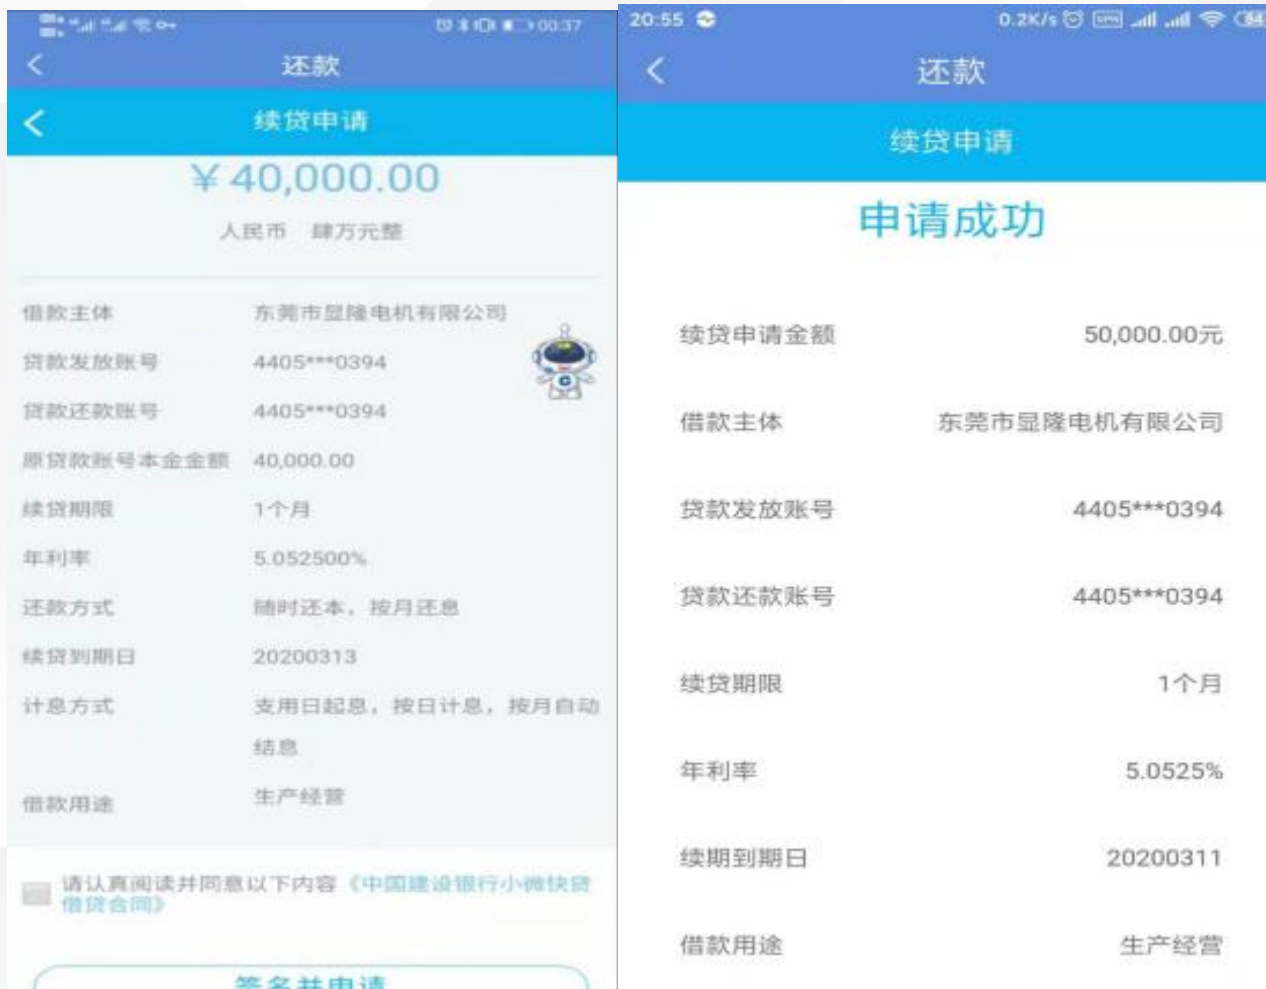 00:37
还款
续贷申请
¥40,000.00
人民币 肆万元整
借款主体 东莞市显隆电机有限公司
贷款发放账号 4405***0394
贷款还款账号 4405***0394
原贷款账号本金金额 40,000.00
续贷期限 1个月
年利率 5.052500%
还款方式 随时还本，按月还息
续贷到期日 20200313
计息方式 支用日起息，按日计息，按月自动
结息
借款用途 生产经营
请认真阅读并同意以下内容《中国建设银行小微快贷
借贷合同》
签名并申请
20:55 0.2K/s 84
还款
续贷申请
申请成功
续贷申请金额 50,000.00元
借款主体 东莞市显隆电机有限公司
贷款发放账号 4405***0394
贷款还款账号 4405***0394
续贷期限 1个月
年利率 5.0525%
续期到期日 20200311
借款用途 生产经营